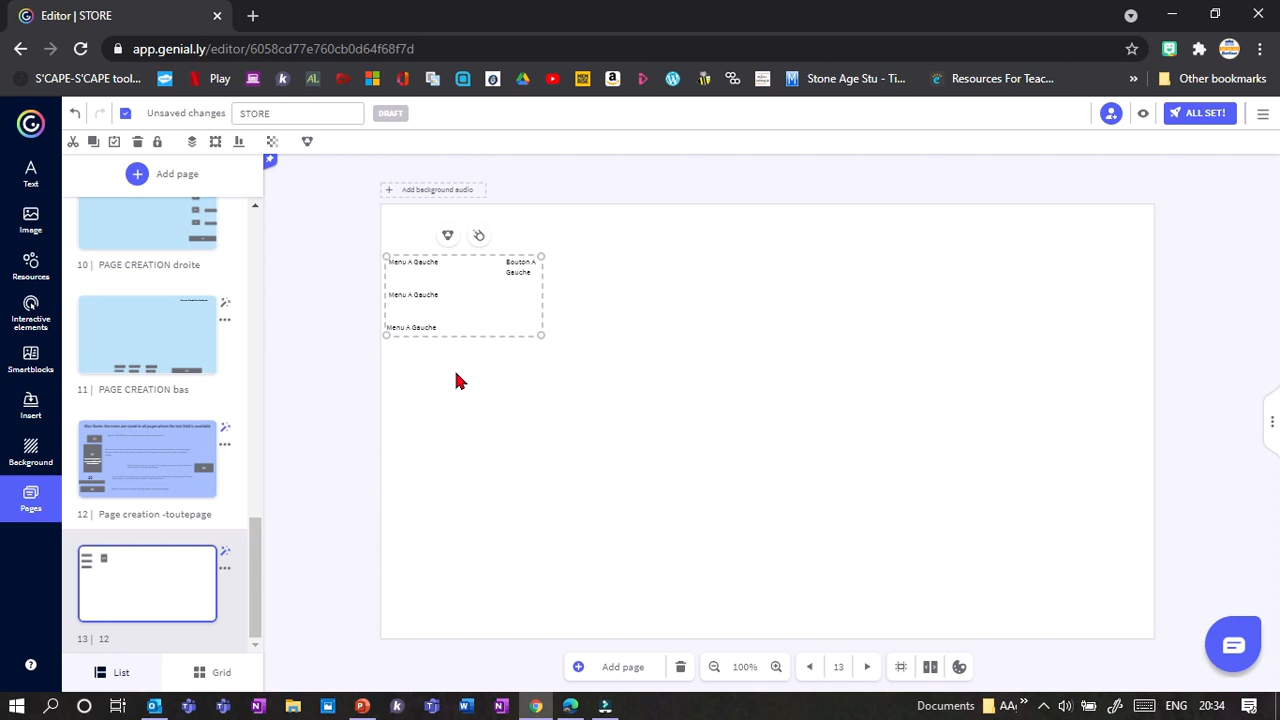 Editor | STORE
app.genial.ly/editor/6058cd77e760cb0d64f68f7d
S'CAPE-S'CAPE tool...
Play
AL
Stone Age Stu - Ti...
Resources For Teac...
»
Other bookmarks
Unsaved changes
STORE
DRAFT
ALL SET!
Add page
Text
Image
Resources
Interactive
elements
Smartblocks
Insert
Background
Pages
10 | PAGE CREATION droite
11 | PAGE CREATION bas
12 | Page creation -toutepage
13 | 12
List
Grid
+ Add background audio
Menu A Gauche
Bouton A
Gauche
Menu A Gauche
Menu A Gauche
Add page
100%
13
Documents
ENG
20:34